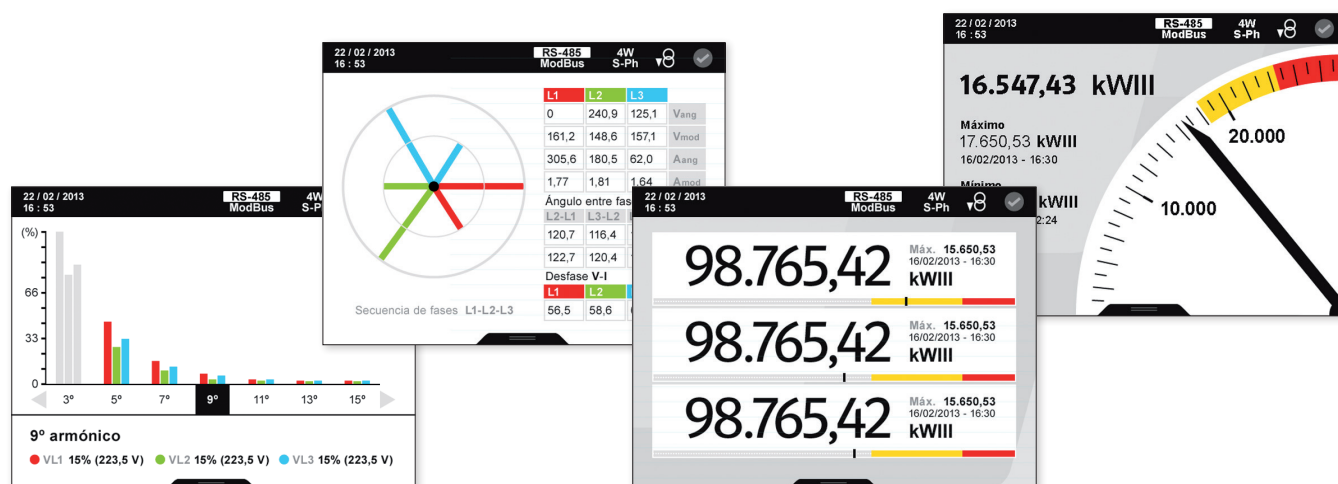 22 / 02 / 2013
16 : 53
RS-485
ModBus
4W
S-Ph
(%)
66
33
0
3º 5º 7º 9º 11º 13º 15º
9º armónico
VL1 15% (223,5 V) VL2 15% (223,5 V) VL3 15% (223,5 V)
22 / 02 / 2013
16 : 53
RS-485
ModBus
4W
S-Ph
L1 L2 L3
0 240,9 125,1 Vang
161,2 148,6 157,1 Vmod
305,6 180,5 62,0 Aang
1,77 1,81 1,64 Amod
Ángulo entre fas
L2-L1 L3-L2
120,7 116,4
122,7 120,4
Desfase V-I
L1 L2
56,5 58,6
Secuencia de fases L1-L2-L3
22 / 02 / 2013
16 : 53
RS-485
ModBus
4W
S-Ph
98.765,42
Máx. 15.650,53
16/02/2013 - 16:30
kWIII
98.765,42
Máx. 15.650,53
16/02/2013 - 16:30
kWIII
98.765,42
Máx. 15.650,53
16/02/2013 - 16:30
kWIII
22 / 02 / 2013
16 : 53
RS-485
ModBus
4W
S-Ph
16.547,43 kWIII
Máximo
17.650,53 kWIII
16/02/2013 - 16:30
Mínimo
kWIII
2:24
10.000
20.000